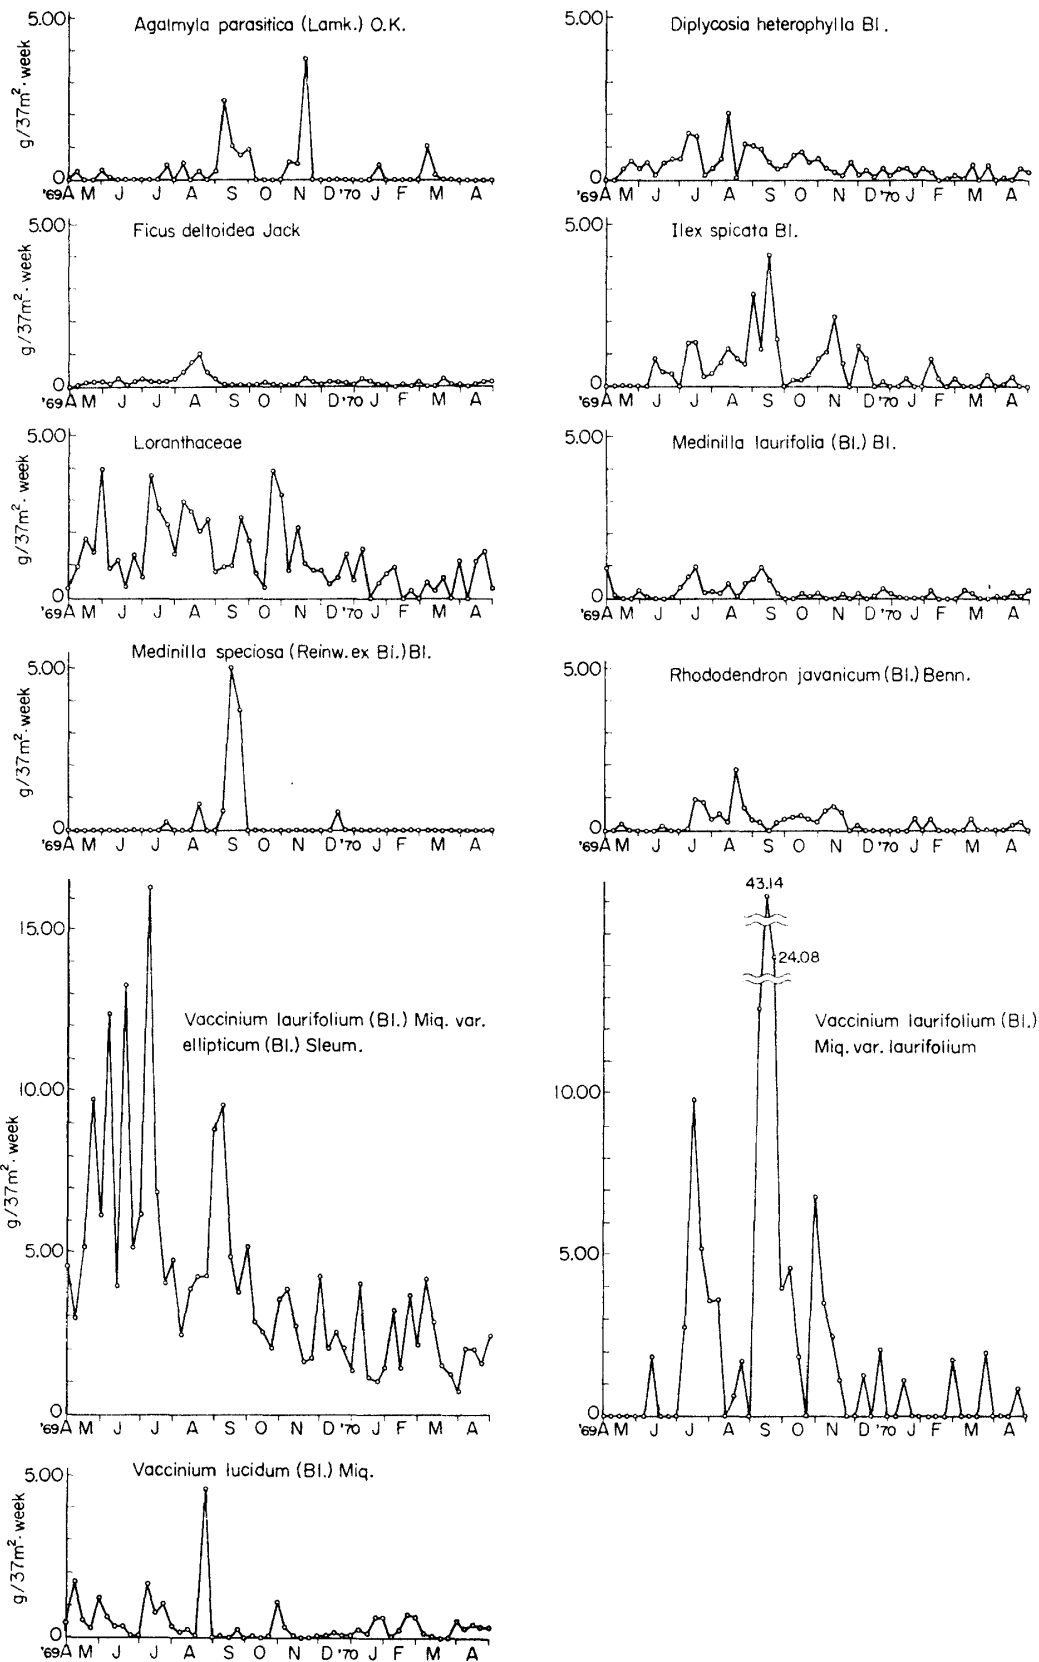 Agalmyla parasitica (Lamk.) O.K.
5.00
g/37m²·week
0
'69A M J J A S O N D '70 J F M A
Diplycosia heterophylla Bl.
5.00
0
'69A M J J A S O N D '70 J F M A
Ficus deltoidea Jack
5.00
g/37m²·week
0
'69A M J J A S O N D '70 J F M A
Ilex spicata Bl.
5.00
0
'69A M J J A S O N D '70 J F M A
Loranthaceae
5.00
g/37m²·week
0
'69A M J J A S O N D '70 J F M A
Medinilla laurifolia (Bl.) Bl.
5.00
0
'69A M J J A S O N D '70 J F M A
Medinilla speciosa (Reinw. ex Bl.) Bl.
5.00
g/37m²·week
0
'69A M J J A S O N D '70 J F M A
Rhododendron javanicum (Bl.) Benn.
5.00
0
'69A M J J A S O N D '70 J F M A
15.00
Vaccinium laurifolium (Bl.) Miq. var.
ellipticum (Bl.) Sleum.
10.00
g/37m²·week
5.00
0
'69A M J J A S O N D '70 J F M A
43.14
24.08
Vaccinium laurifolium (Bl.)
Miq. var. laurifolium
10.00
5.00
0
'69A M J J A S O N D '70 J F M A
Vaccinium lucidum (Bl.) Miq.
5.00
g/37m²·week
0
'69A M J J A S O N D '70 J F M A